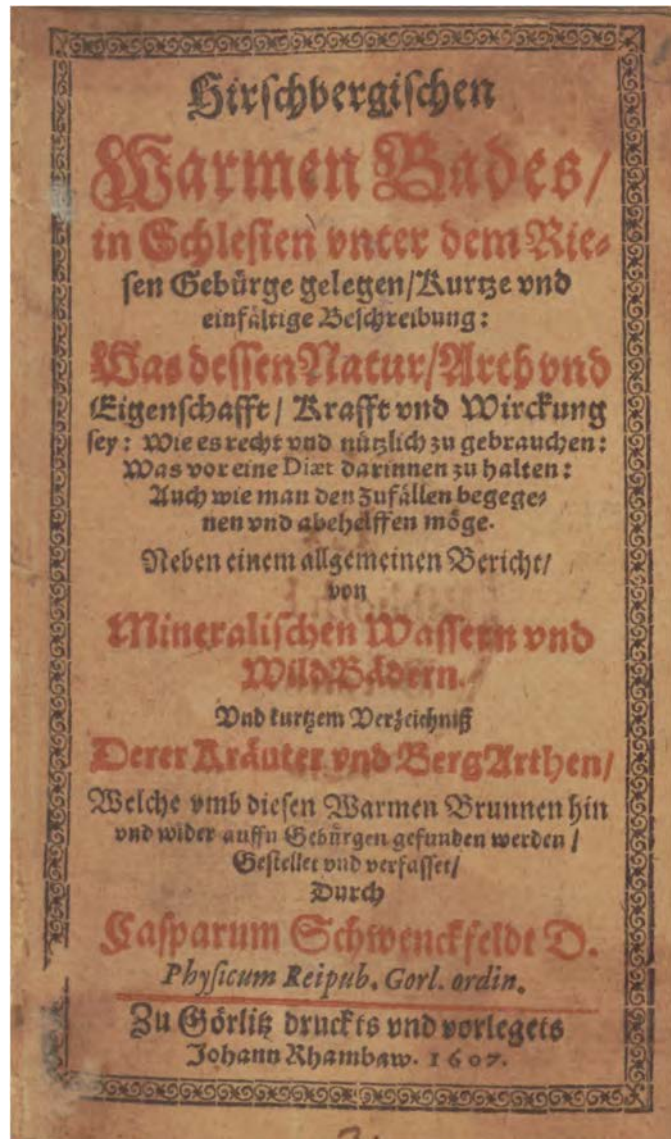 Hirſchbergiſchen
Warmen Bades/
in Schleſien vnter dem Rie⸗
ſen Gebürge gelegen/Kurtze vnd
einfältige Beſchreibung:
Was deſſen Natur/Arth vnd
Eigenſchafft/ Krafft vnd Wirckung
ſey: Wie es recht vnd nützlich zu gebrauchen:
Was vor eine Diæt darinnen zu halten:
Auch wie man den Zufällen begege⸗
nen vnd abehelffen möge.
Neben einem allgemeinen Bericht/
von
Mineraliſchen Waſſern vnd
WildBädern.
Vnd kurtzem Verzeichniß
Derer Kräuter vnd BergArthen/
Welche vmb dieſen Warmen Brunnen hin
vnd wider auffn Gebürgen gefunden werden /
Geſtellet vnd verfaſſet/
Durch
Caſparum Schwenckfeldt D.
Phyſicum Reipub. Gorl. ordin.
Zu Görlitz druckts vnd vorlegets
Johann Rhambaw. 1607.